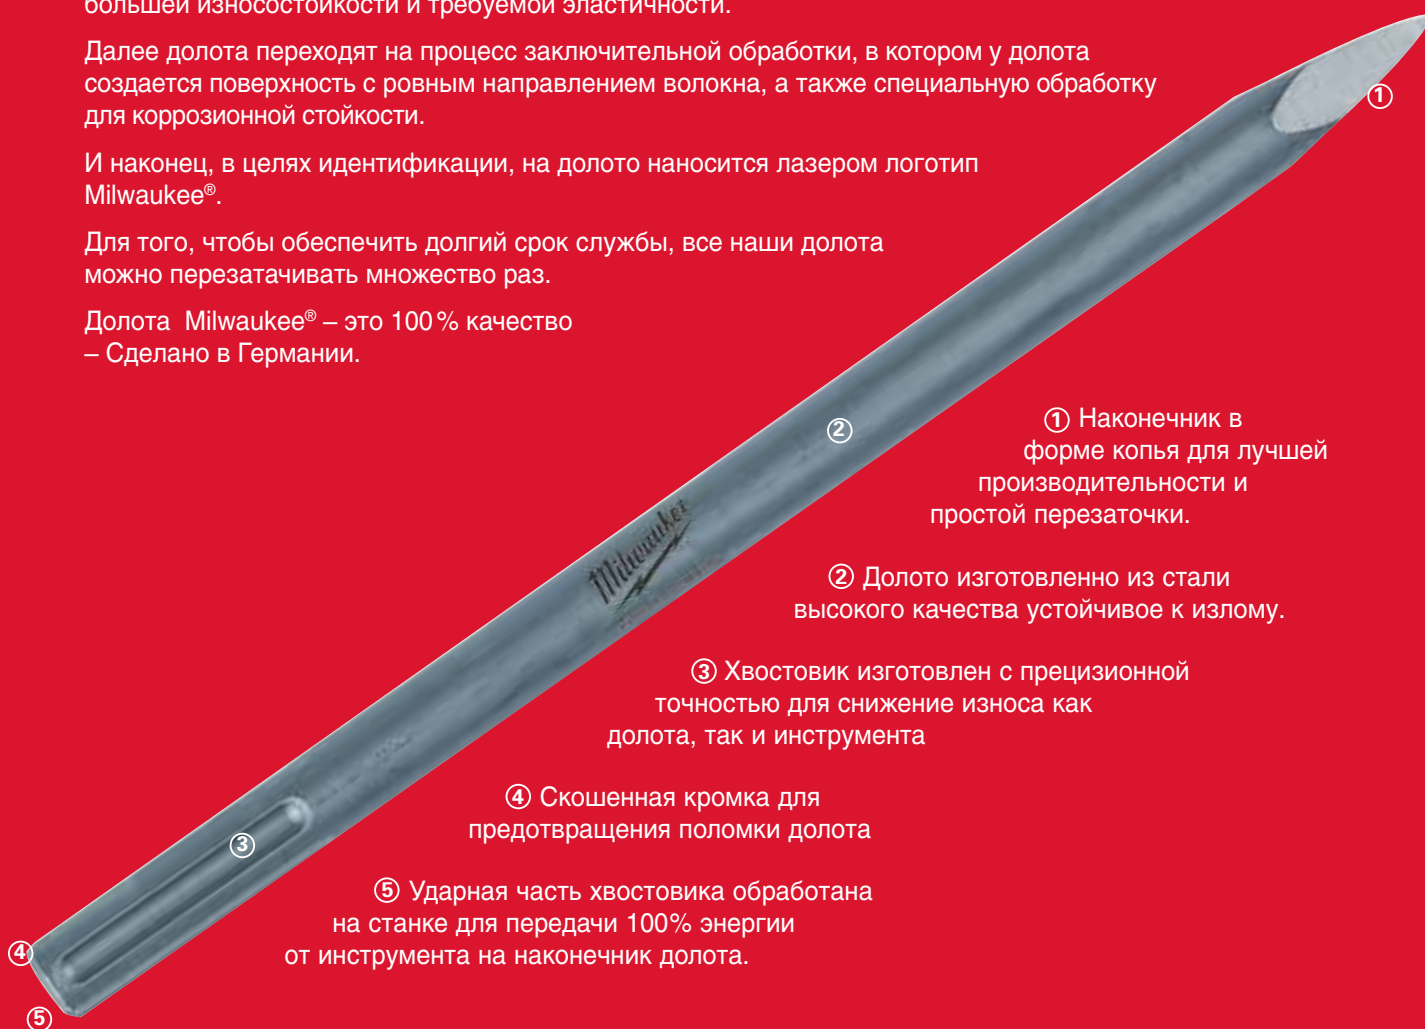 большей износостойкости и требуемой эластичности.
Далее долота переходят на процесс заключительной обработки, в котором у долота
создается поверхность с ровным направлением волокна, а также специальную обработку
для коррозионной стойкости.
И наконец, в целях идентификации, на долото наносится лазером логотип
Milwaukee®.
Для того, чтобы обеспечить долгий срок службы, все наши долота
можно перезатачивать множество раз.
Долота Milwaukee® – это 100 % качество
– Сделано в Германии.
① Наконечник в
форме копья для лучшей
производительности и
простой перезаточки.
② Долото изготовленно из стали
высокого качества устойчивое к излому.
③ Хвостовик изготовлен с прецизионной
точностью для снижение износа как
долота, так и инструмента
④ Скошенная кромка для
предотвращения поломки долота
⑤ Ударная часть хвостовика обработана
на станке для передачи 100% энергии
от инструмента на наконечник долота.
①
②
Milwaukee
③
④
⑤